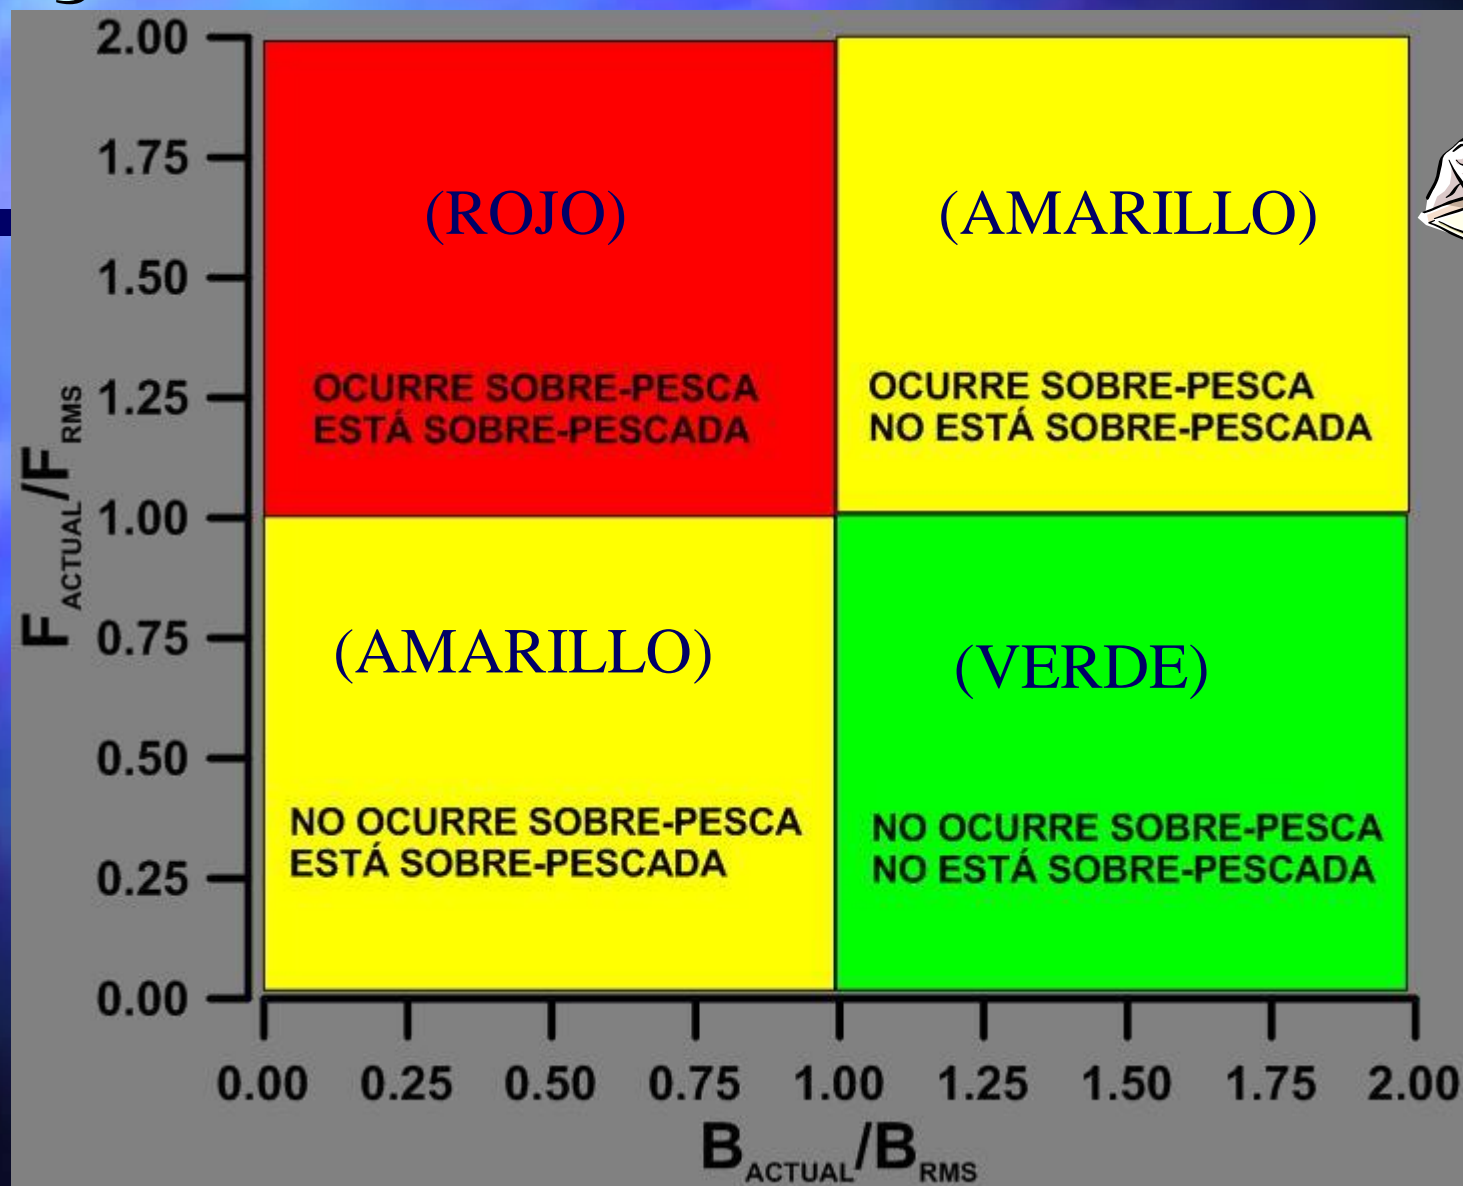 2.00
1.75
(ROJO)
(AMARILLO)
1.50
1.25
OCURRE SOBRE-PESCA
ESTÁ SOBRE-PESCADA
OCURRE SOBRE-PESCA
NO ESTÁ SOBRE-PESCADA
F ACTUAL/F RMS
1.00
0.75
(AMARILLO)
(VERDE)
0.50
NO OCURRE SOBRE-PESCA
ESTÁ SOBRE-PESCADA
NO OCURRE SOBRE-PESCA
NO ESTÁ SOBRE-PESCADA
0.25
0.00
0.00 0.25 0.50 0.75 1.00 1.25 1.50 1.75 2.00
B ACTUAL/B RMS